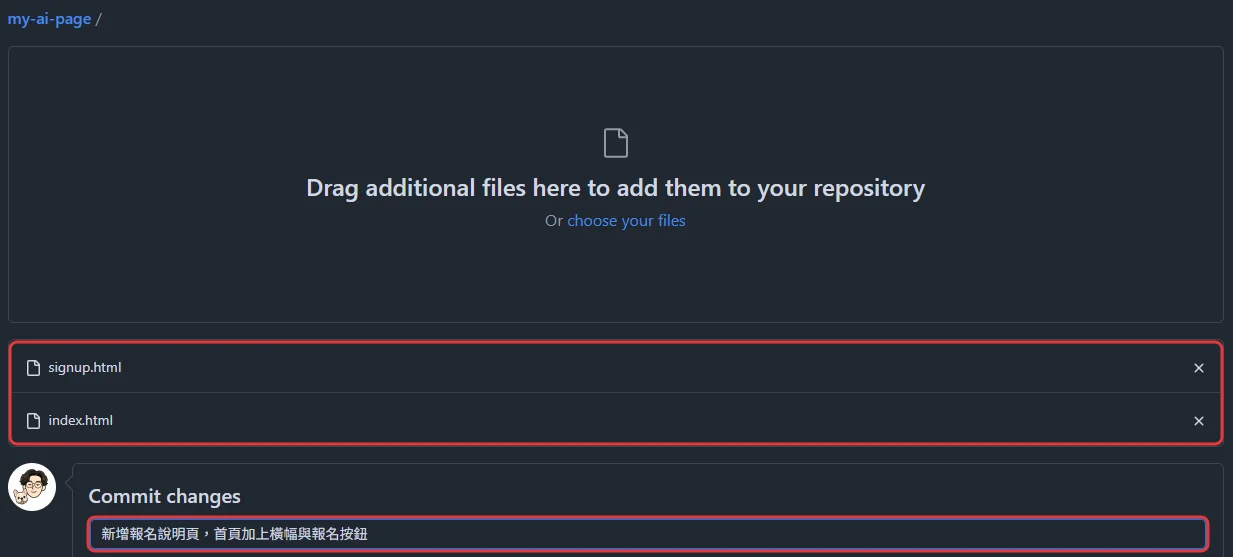 my-ai-page /
Drag additional files here to add them to your repository
Or choose your files
signup.html
index.html
Commit changes
新增報名說明頁，首頁加上橫幅與報名按鈕